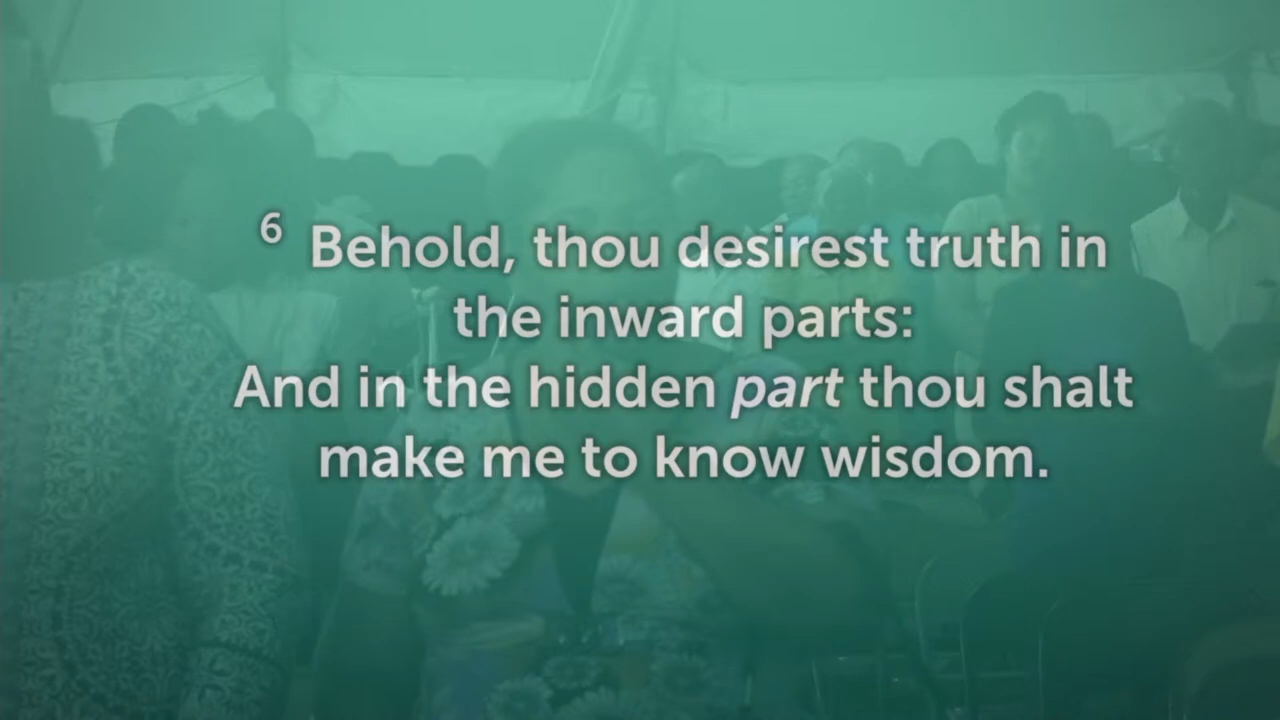 6 Behold, thou desirest truth in
the inward parts:
And in the hidden part thou shalt
make me to know wisdom.